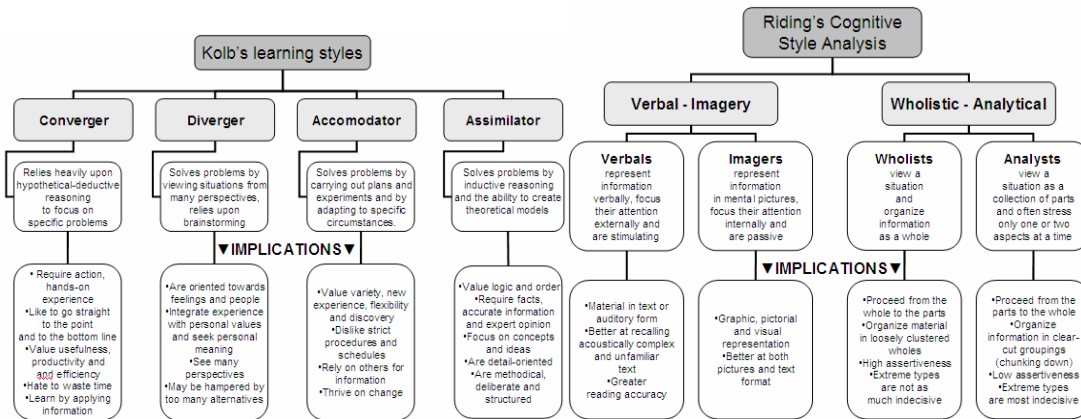 Kolb's learning styles
Converger
Diverger
Accomodator
Assimilator
Relies heavily upon
hypothetical-deductive
reasoning
to focus on
specific problems
Solves problems by
viewing situations from
many perspectives,
relies upon
brainstorming
Solves problems by
carrying out plans and
experiments and by
adapting to specific
circumstances.
Solves problems by
inductive reasoning
and the ability to create
theoretical models
▼IMPLICATIONS▼
•Require action,
hands-on
experience
•Like to go straight
to the point
and to the bottom line
•Value usefulness,
productivity and
and efficiency
•Hate to waste time
•Learn by applying
information
•Are oriented towards
feelings and people
•Integrate experience
with personal values
and seek personal
meaning
•See many
perspectives
•May be hampered by
too many alternatives
•Value variety, new
experience, flexibility
and discovery
•Dislike strict
procedures and
schedules
•Rely on others for
information
•Thrive on change
•Value logic and order
•Require facts,
accurate information
and expert opinion
•Focus on concepts
and ideas
•Are detail-oriented
•Are methodical,
deliberate and
structured
Riding's Cognitive
Style Analysis
Verbal - Imagery
Wholistic - Analytical
Verbals
represent
information
verbally, focus
their attention
externally and
are stimulating
Imagers
represent
information
in mental pictures,
focus their attention
internally and
are passive
Wholists
view a
situation
and
organize
information
as a whole
Analysts
view a
situation as a
collection of parts
and often stress
only one or two
aspects at a time
▼IMPLICATIONS▼
•Material in text or
auditory form
•Better at recalling
acoustically complex
and unfamiliar
text
•Greater
reading accuracy
•Graphic, pictorial
and visual
representation
•Better at both
pictures and text
format
•Proceed from the
whole to the parts
•Organize material
in loosely clustered
wholes
•High assertiveness
•Extreme types
are not as
much indecisive
•Proceed from the
parts to the whole
•Organize
information in clear-
cut groupings
(chunking down)
•Low assertiveness
•Extreme types
are most indecisive